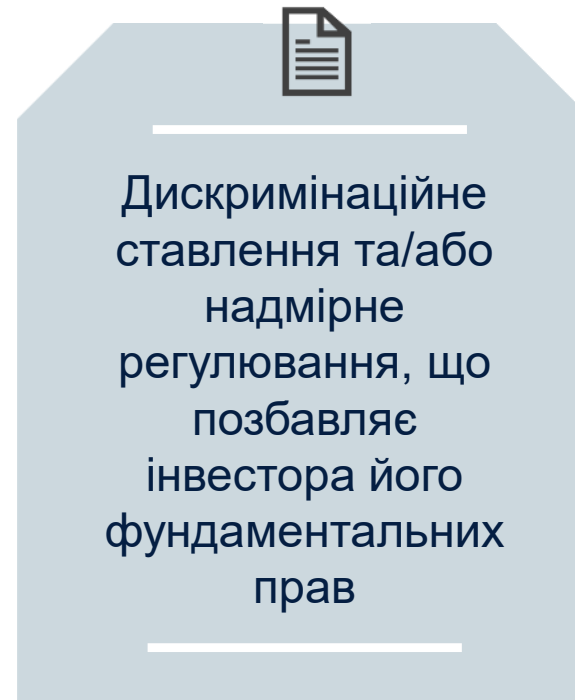 Дискримінаційне
ставлення та/або
надмірне
регулювання, що
позбавляє
інвестора його
фундаментальних
прав